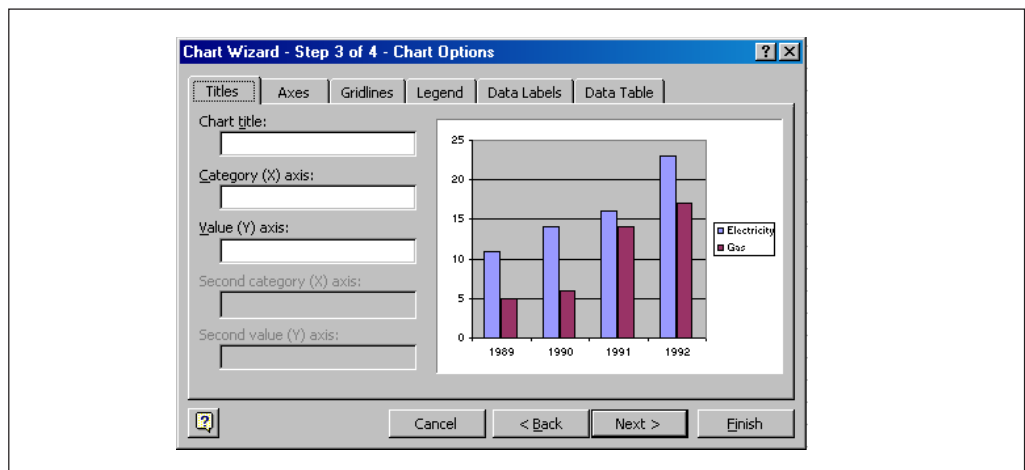 Chart Wizard - Step 3 of 4 - Chart Options
Titles Axes Gridlines Legend Data Labels Data Table
Chart title:
Category (X) axis:
Value (Y) axis:
Second category (X) axis:
Second value (Y) axis:
25
20
15
10
5
0
1989 1990 1991 1992
Electricity
Gas
Cancel < Back Next > Finish